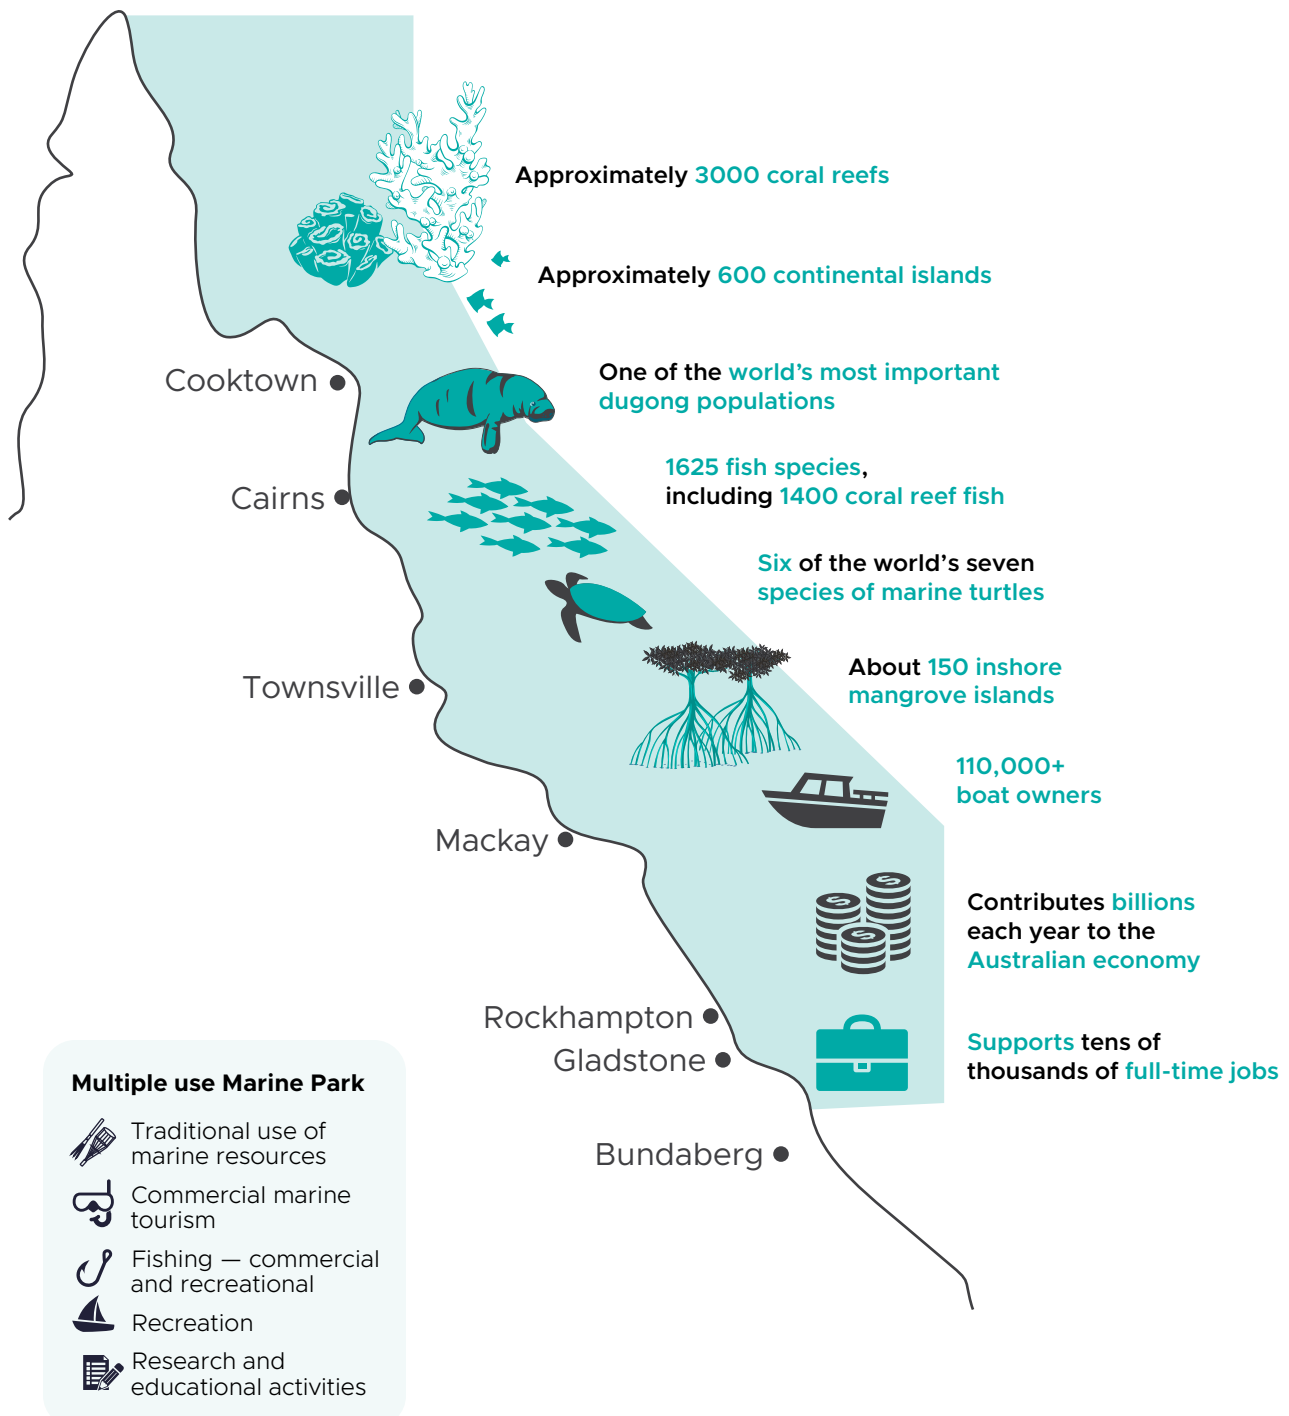 Approximately 3000 coral reefs
Approximately 600 continental islands
One of the world's most important
dugong populations
1625 fish species,
including 1400 coral reef fish
Six of the world's seven
species of marine turtles
About 150 inshore
mangrove islands
110,000+
boat owners
Contributes billions
each year to the
Australian economy
Supports tens of
thousands of full-time jobs
Cooktown
Cairns
Townsville
Mackay
Rockhampton
Gladstone
Bundaberg
Multiple use Marine Park
Traditional use of
marine resources
Commercial marine
tourism
Fishing — commercial
and recreational
Recreation
Research and
educational activities